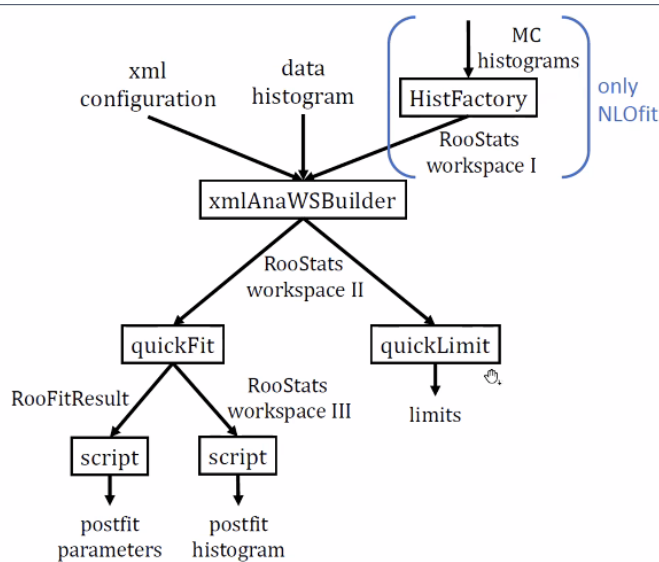 MC
histograms
xml
configuration
data
histogram
HistFactory
only
NLOfit
RooStats
workspace I
xmlAnaWSBuilder
RooStats
workspace II
quickFit
quickLimit
RooFitResult
RooStats
workspace III
limits
script
script
postfit
parameters
postfit
histogram